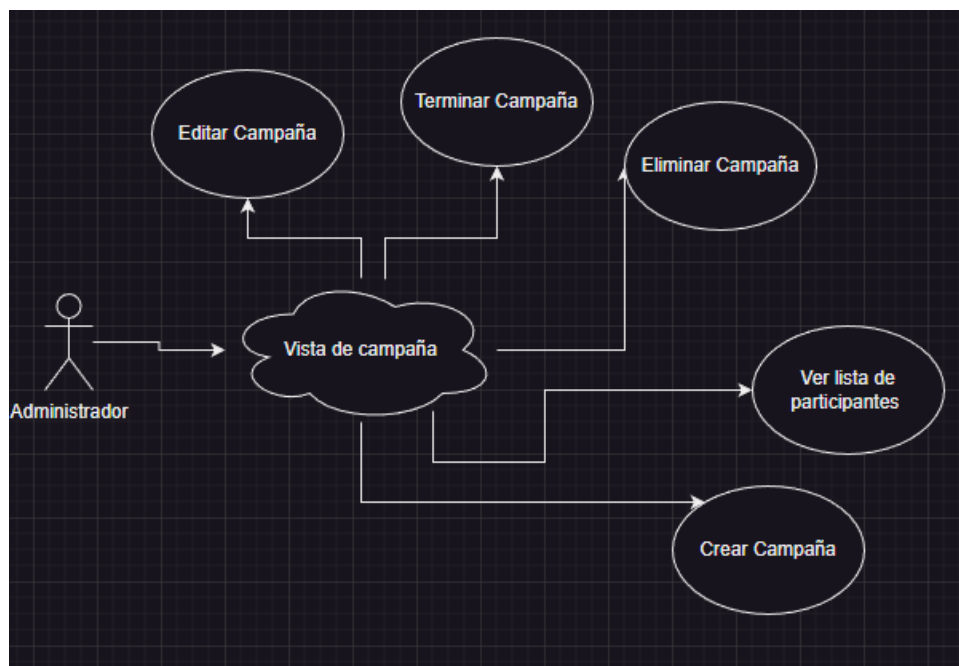 Terminar Campaña
Editar Campaña
Eliminar Campaña
Vista de campaña
Ver lista de
participantes
Administrador
Crear Campaña